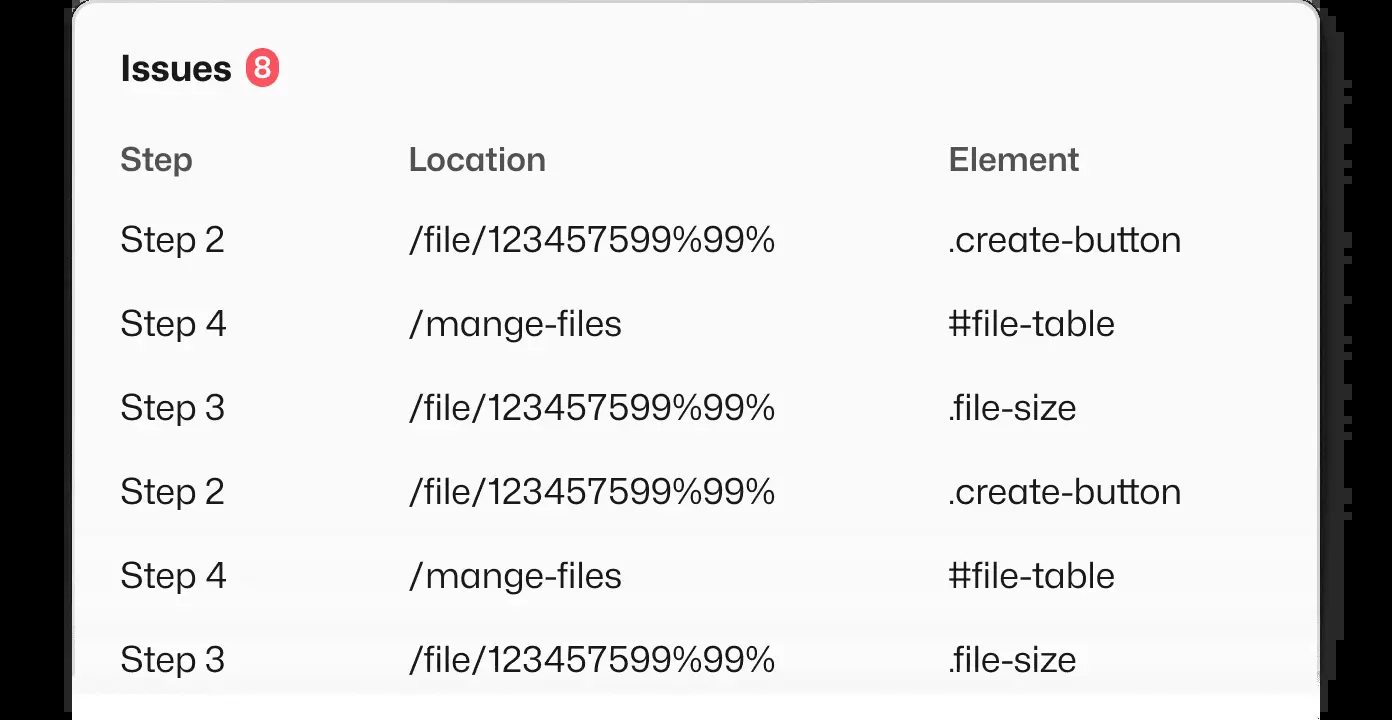 Issues 8
Step Location Element
Step 2 /file/123457599%99% .create-button
Step 4 /mange-files #file-table
Step 3 /file/123457599%99% .file-size
Step 2 /file/123457599%99% .create-button
Step 4 /mange-files #file-table
Step 3 /file/123457599%99% .file-size